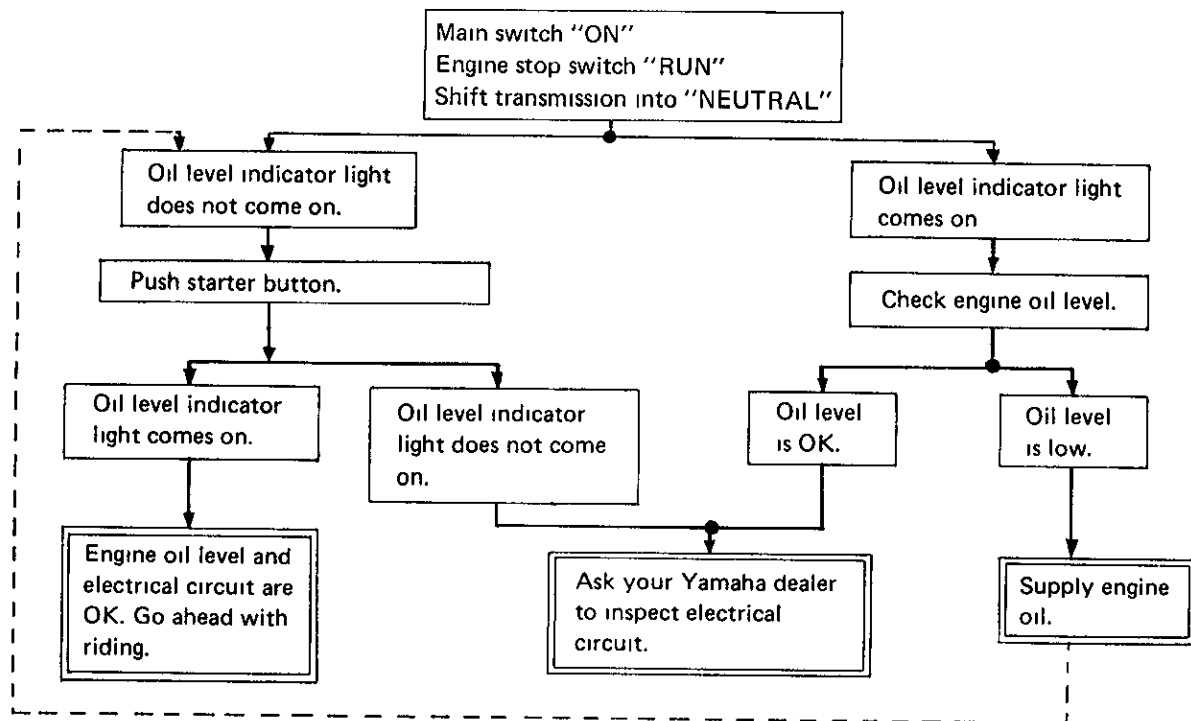 Main switch "ON"
Engine stop switch "RUN"
Shift transmission into "NEUTRAL"
Oil level indicator light
does not come on.
Oil level indicator light
comes on
Push starter button.
Check engine oil level.
Oil level indicator
light comes on.
Oil level indicator
light does not come
on.
Oil level
is OK.
Oil level
is low.
Engine oil level and
electrical circuit are
OK. Go ahead with
riding.
Ask your Yamaha dealer
to inspect electrical
circuit.
Supply engine
oil.